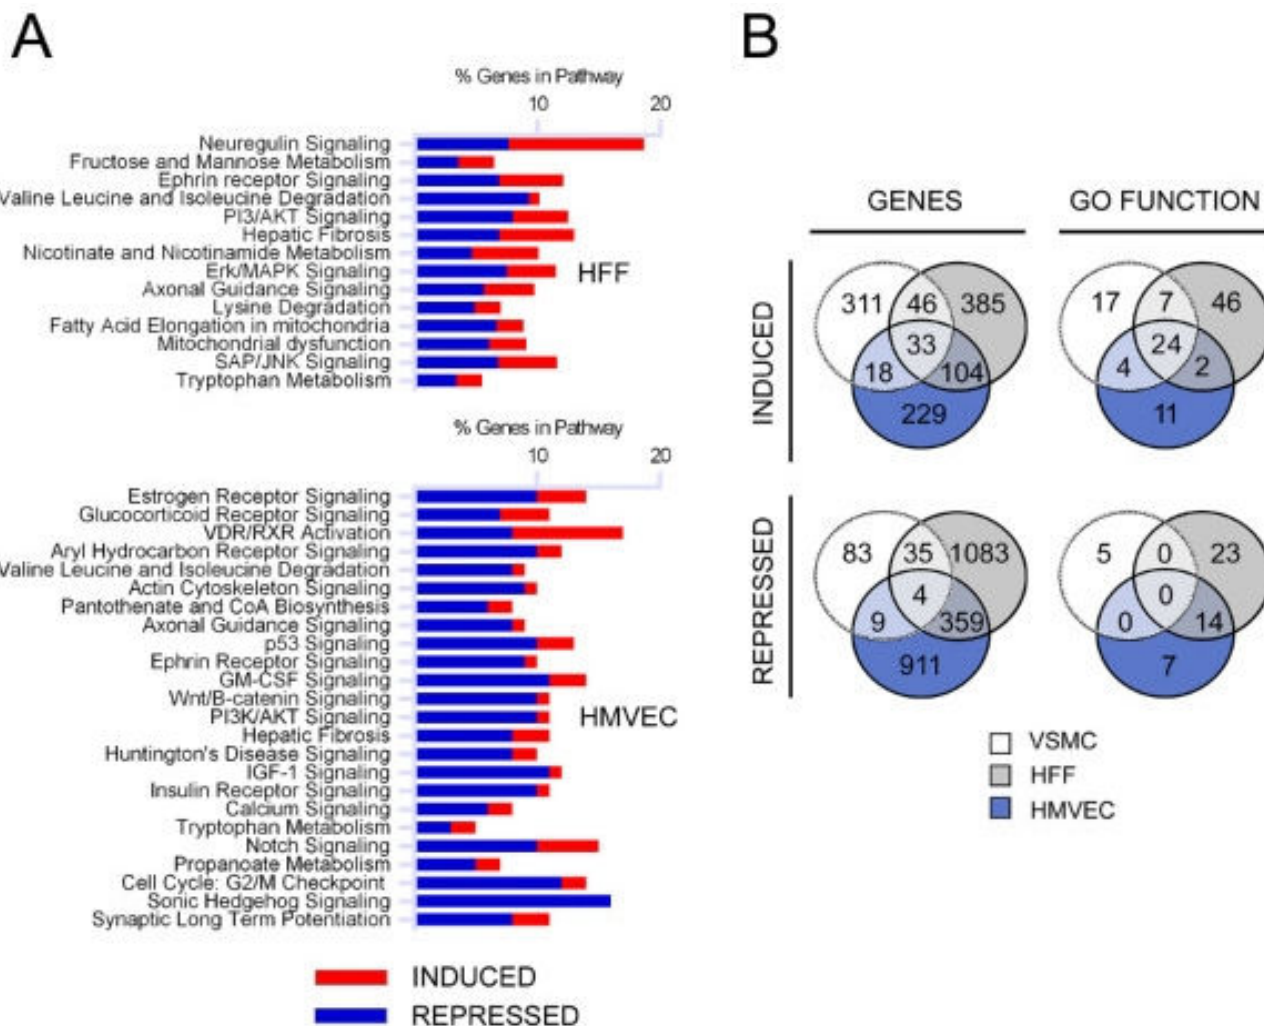 A
% Genes in Pathway
10 20
Neuregulin Signaling
Fructose and Mannose Metabolism
Ephrin receptor Signaling
Valine Leucine and Isoleucine Degradation
PI3/AKT Signaling
Hepatic Fibrosis
Nicotinate and Nicotinamide Metabolism
Erk/MAPK Signaling
Axonal Guidance Signaling
Lysine Degradation
Fatty Acid Elongation in mitochondria
Mitochondrial dysfunction
SAP/JNK Signaling
Tryptophan Metabolism
HFF
% Genes in Pathway
10 20
Estrogen Receptor Signaling
Glucocorticoid Receptor Signaling
VDR/RXR Activation
Aryl Hydrocarbon Receptor Signaling
Valine Leucine and Isoleucine Degradation
Actin Cytoskeleton Signaling
Pantothenate and CoA Biosynthesis
Axonal Guidance Signaling
p53 Signaling
Ephrin Receptor Signaling
GM-CSF Signaling
Wnt/B-catenin Signaling
PI3K/AKT Signaling
Hepatic Fibrosis
Huntington's Disease Signaling
IGF-1 Signaling
Insulin Receptor Signaling
Calcium Signaling
Tryptophan Metabolism
Notch Signaling
Propanoate Metabolism
Cell Cycle: G2/M Checkpoint
Sonic Hedgehog Signaling
Synaptic Long Term Potentiation
HMVEC
INDUCED
REPRESSED
B
GENES GO FUNCTION
INDUCED
311 46 385
33
18 104
229
17 7 46
24
4 2
11
REPRESSED
83 35 1083
4
9 359
911
5 0 23
0
0 14
7
VSMC
HFF
HMVEC